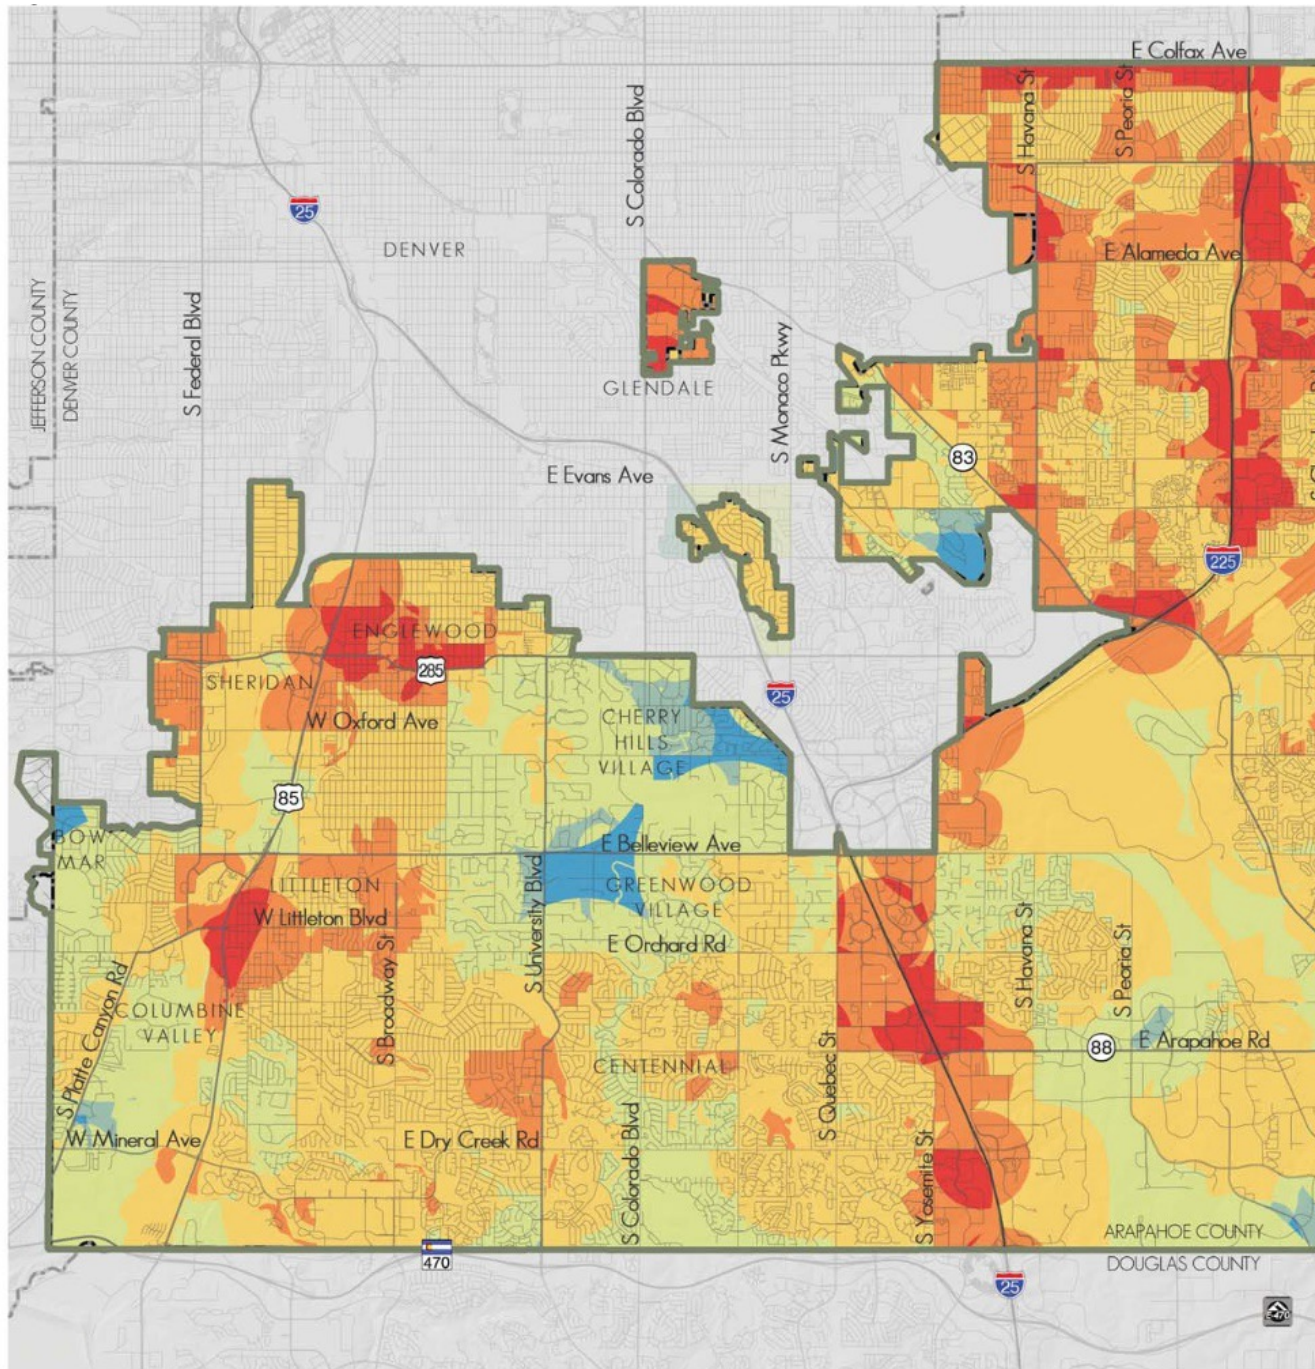 E Colfax Ave
S Havana St
S Peoria St
S Colorado Blvd
25
DENVER
E Alameda Ave
JEFFERSON COUNTY
DENVER COUNTY
S Federal Blvd
S Monaco Pkwy
GLENDALE
83
E Evans Ave
225
ENGLEWOOD
285
SHERIDAN
25
W Oxford Ave
CHERRY
HILLS
VILLAGE
85
BOW
MAR
E Belleview Ave
LITTLETON
GREENWOOD
VILLAGE
W Littleton Blvd
S University Blvd
E Orchard Rd
S Havana St
S Peoria St
S Broadway St
S Platte Canyon Rd
COLUMBINE
VALLEY
88
E Arapahoe Rd
CENTENNIAL
S Quebec St
W Mineral Ave
E Dry Creek Rd
S Colorado Blvd
S Yosemite St
ARAPAHOE COUNTY
DOUGLAS COUNTY
470
25
E-470